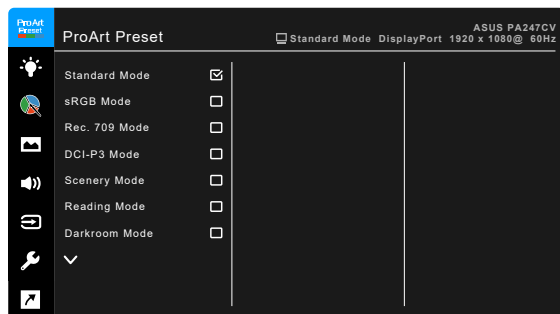 ProArt
Preset
ProArt Preset
ASUS PA247CV
Standard Mode DisplayPort 1920 x 1080@ 60Hz
Standard Mode
sRGB Mode
Rec. 709 Mode
DCI-P3 Mode
Scenery Mode
Reading Mode
Darkroom Mode